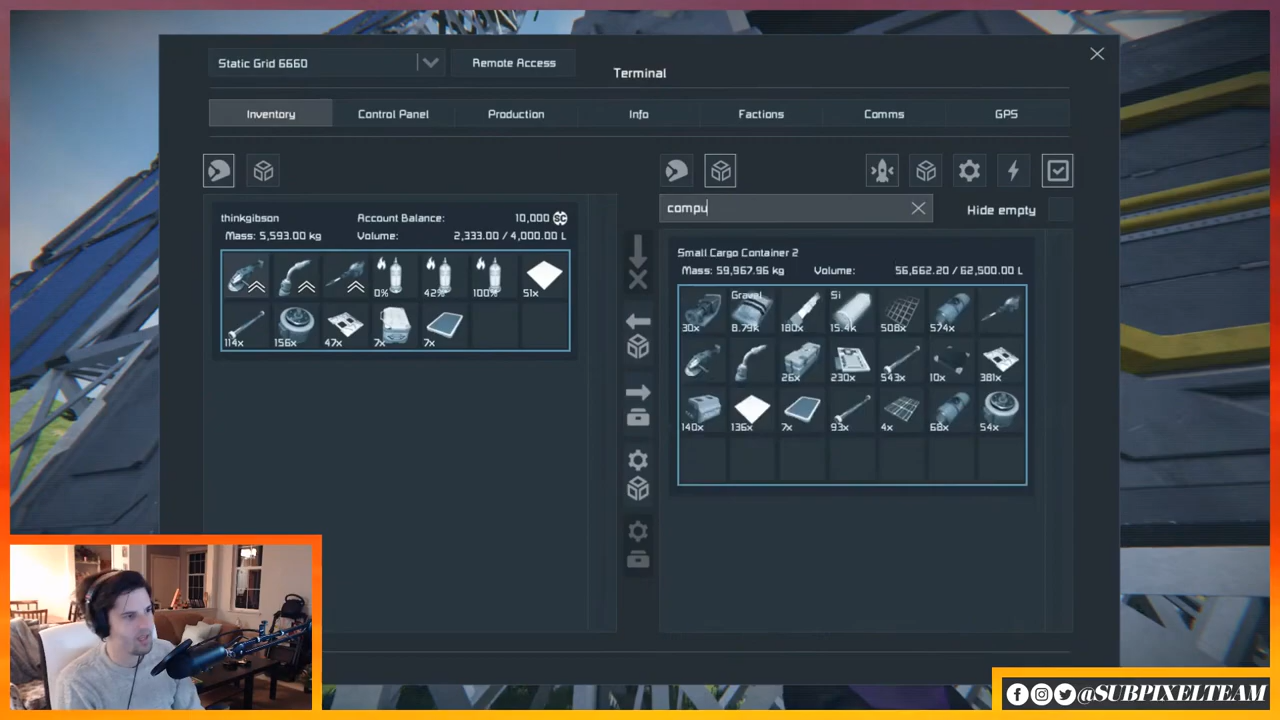 Static Grid 6660
Remote Access
Terminal
Inventory
Control Panel
Production
Info
Factions
Comms
GPS
compu
Hide empty
thinkgibson
Account Balance:
10,000 SC
Mass: 5,593.00 kg
Volume:
2,333.00 / 4,000.00 L
0%
42%
100%
51x
114x
156x
47x
7x
7x
Small Cargo Container 2
Mass: 59,967.96 kg
Volume:
56,662.20 / 62,500.00 L
Gravel
Si
30x
8.79k
180x
15.4k
508x
574x
26x
230x
543x
10x
381x
140x
136x
7x
93x
4x
68x
54x
@SUBPIXELTEAM